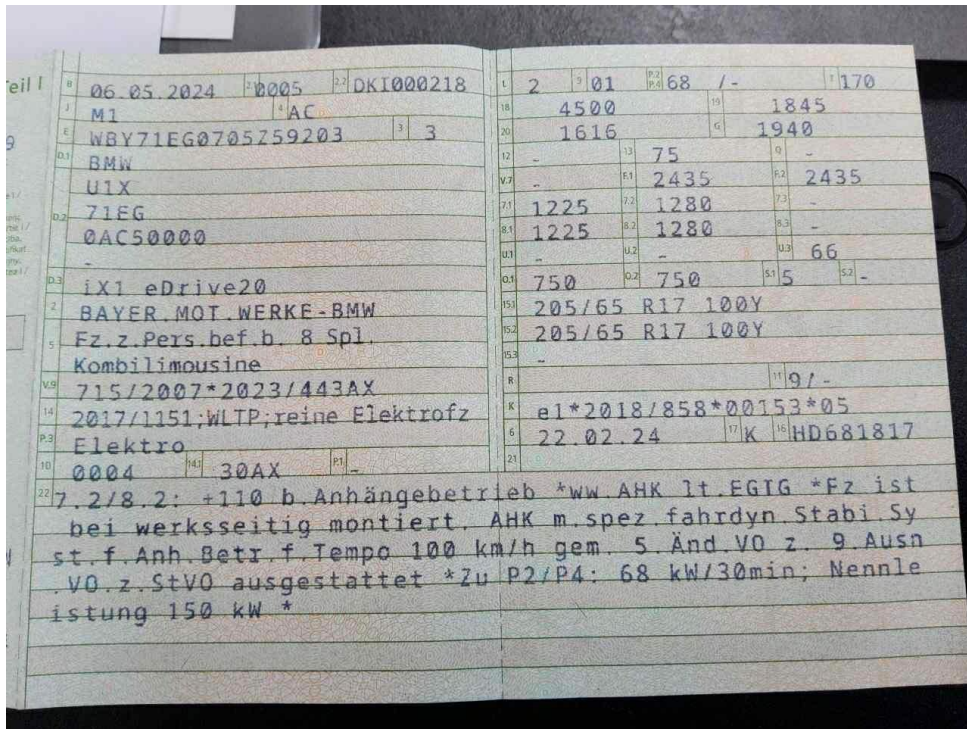 Teil I
B 06.05.2024 2.1 0005 2.2 DKI000218
J M1 4 AC
E WBY71EG0705Z59203 3 3
D.1 BMW
U1X
D.2 71EG
0AC50000
-
D.3 iX1 eDrive20
2 BAYER.MOT.WERKE-BMW
5 Fz.z.Pers.bef.b. 8 Spl.
Kombilimousine
V.9 715/2007*2023/443AX
14 2017/1151;WLTP;reine Elektrofz
P.3 Elektro
10 0004 14.1 30AX P.1 -
L 2 9 01 P.2 P.4 68 /- T 170
18 4500 19 1845
20 1616 G 1940
12 - 13 75 Q -
V.7 - F.1 2435 F.2 2435
7.1 1225 7.2 1280 7.3 -
8.1 1225 8.2 1280 8.3 -
U.1 - U.2 - U.3 66
O.1 750 O.2 750 S.1 5 S.2 -
15.1 205/65 R17 100Y
15.2 205/65 R17 100Y
15.3 -
R 11 9/-
K e1*2018/858*00153*05
6 22.02.24 17 K 16 HD681817
21
22 7.2/8.2: +110 b.Anhängebetrieb *ww.AHK lt.EGTG *Fz ist
bei werksseitig montiert. AHK m.spez.fahrdyn.Stabi.Sy
st.f.Anh.Betr.f.Tempo 100 km/h gem. 5.Änd.VO z. 9.Ausn
.VO.z.StVO ausgestattet *Zu P2/P4: 68 kW/30min; Nennle
istung 150 kW *